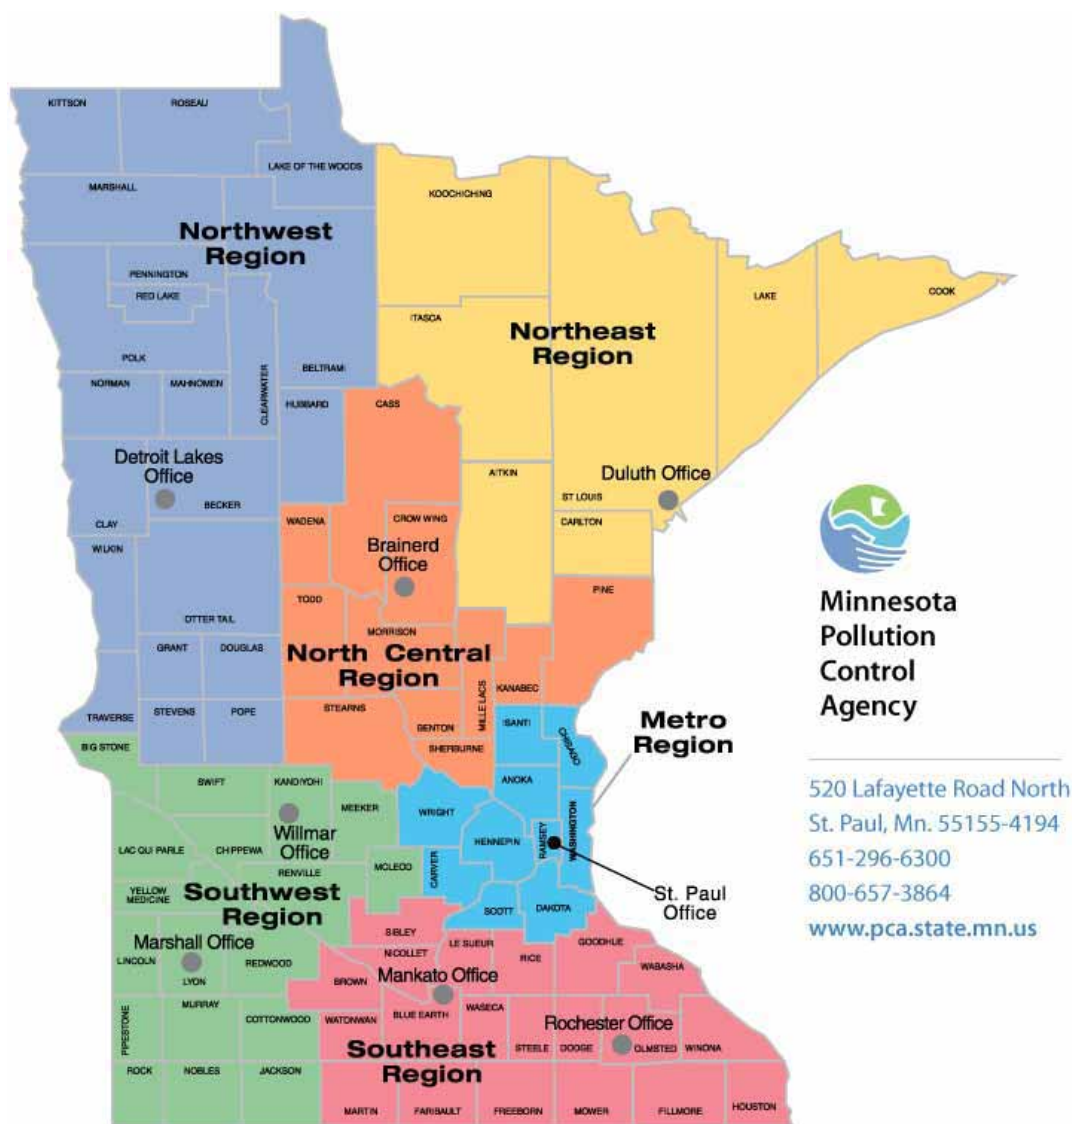 KITTSON
ROSEAU
LAKE OF THE WOODS
MARSHALL
KOOCHICHING
Northwest
Region
PENNINGTON
RED LAKE
LAKE
COOK
ITASCA
Northeast
Region
POLK
BELTRAMI
NORMAN
MAHNOMEN
CLEARWATER
HUBBARD
CASS
Detroit Lakes
Office
BECKER
AITKIN
Duluth Office
ST LOUIS
CLAY
WADENA
CROW WING
CARLTON
WILKIN
Brainerd
Office
PINE
TODD
OTTER TAIL
MORRISON
GRANT
DOUGLAS
North Central
Region
KANABEC
MILLE LACS
TRAVERSE
STEVENS
POPE
STEARNS
BENTON
ISANTI
CHISAGO
Metro
Region
BIG STONE
SHERBURNE
SWIFT
KANDIYOHI
ANOKA
MEEKER
WRIGHT
WASHINGTON
Willmar
Office
HENNEPIN
RAMSEY
LAC QUI PARLE
CHIPPEWA
RENVILLE
MCLEOD
CARVER
St. Paul
Office
YELLOW
MEDICINE
Southwest
Region
SCOTT
DAKOTA
SIBLEY
Marshall Office
LINCOLN
LYON
REDWOOD
NICOLLET
LE SUEUR
RICE
GOODHUE
WABASHA
BROWN
Mankato Office
PIPESTONE
MURRAY
COTTONWOOD
WATONWAN
BLUE EARTH
WASECA
Rochester Office
STEELE
DODGE
OLMSTED
WINONA
Southeast
Region
ROCK
NOBLES
JACKSON
MARTIN
FARIBAULT
FREEBORN
MOWER
FILLMORE
HOUSTON
Minnesota
Pollution
Control
Agency
520 Lafayette Road North
St. Paul, Mn. 55155-4194
651-296-6300
800-657-3864
www.pca.state.mn.us